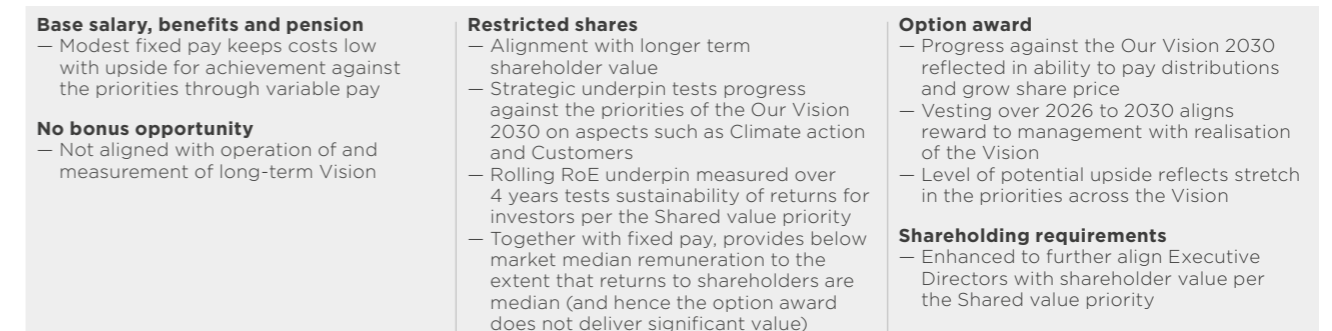 Base salary, benefits and pension
— Modest fixed pay keeps costs low
with upside for achievement against
the priorities through variable pay
No bonus opportunity
— Not aligned with operation of and
measurement of long-term Vision
Restricted shares
— Alignment with longer term
shareholder value
— Strategic underpin tests progress
against the priorities of the Our Vision
2030 on aspects such as Climate action
and Customers
— Rolling RoE underpin measured over
4 years tests sustainability of returns for
investors per the Shared value priority
— Together with fixed pay, provides below
market median remuneration to the
extent that returns to shareholders are
median (and hence the option award
does not deliver significant value)
Option award
— Progress against the Our Vision 2030
reflected in ability to pay distributions
and grow share price
— Vesting over 2026 to 2030 aligns
reward to management with realisation
of the Vision
— Level of potential upside reflects stretch
in the priorities across the Vision
Shareholding requirements
— Enhanced to further align Executive
Directors with shareholder value per
the Shared value priority